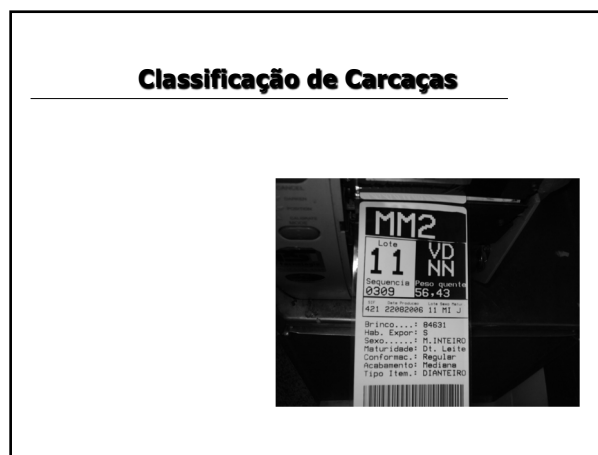 Classificação de Carcaças
MM2
Lote
11
VD
NN
Sequencia
0309
Peso quente
56,43
421 22082006 11 MI J
Brinco....: 84631
Hab. Expor: S
Sexo......: M.INTEIRO
Maturidade: Dt. Leite
Conformac.: Regular
Acabamento: Mediana
Tipo Item.: DIANTEIRO